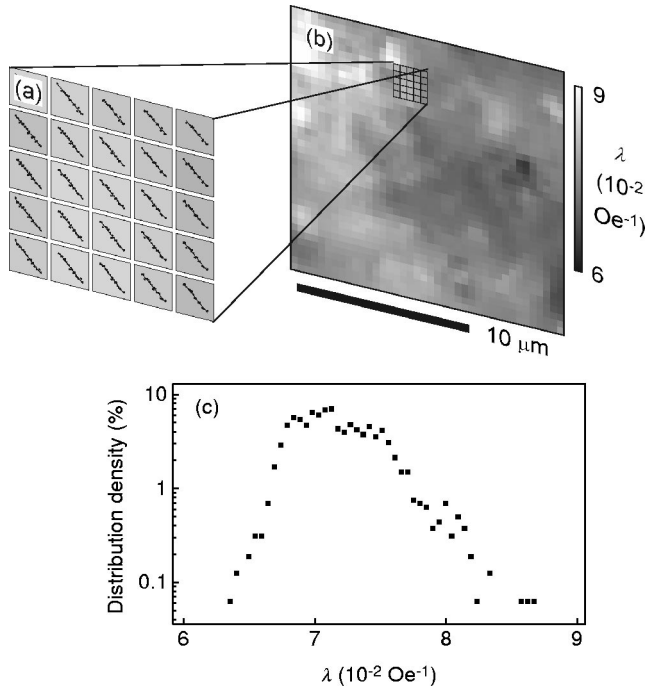 (a)
(b)
9
λ
(10⁻²
Oe⁻¹)
6
10 μm
(c)
Distribution density (%)
10
1
0.1
6 7 8 9
λ (10⁻² Oe⁻¹)